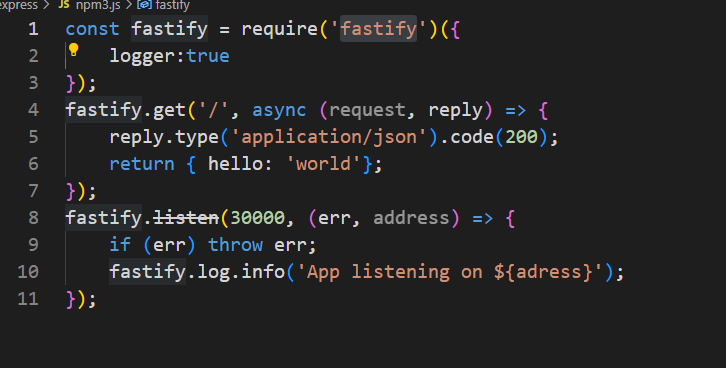 express > JS npm3.js > fastify
1 const fastify = require('fastify')({
2     logger:true
3 });
4 fastify.get('/', async (request, reply) => {
5     reply.type('application/json').code(200);
6     return { hello: 'world'};
7 });
8 fastify.listen(30000, (err, address) => {
9     if (err) throw err;
10     fastify.log.info('App listening on ${adress}');
11 });